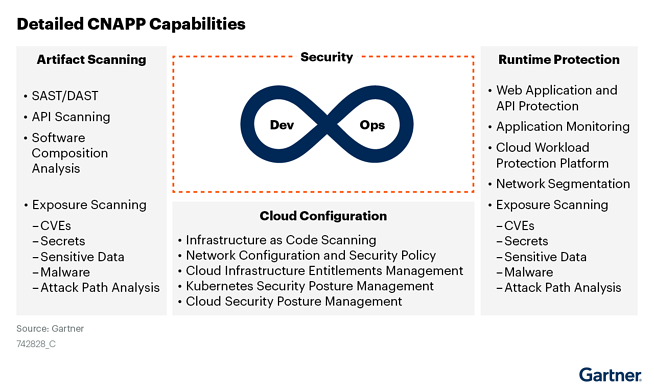 Detailed CNAPP Capabilities
Artifact Scanning
• SAST/DAST
• API Scanning
• Software
Composition
Analysis
• Exposure Scanning
–CVEs
–Secrets
–Sensitive Data
–Malware
–Attack Path Analysis
Security
Dev
Ops
Cloud Configuration
• Infrastructure as Code Scanning
• Network Configuration and Security Policy
• Cloud Infrastructure Entitlements Management
• Kubernetes Security Posture Management
• Cloud Security Posture Management
Runtime Protection
• Web Application and
API Protection
• Application Monitoring
• Cloud Workload
Protection Platform
• Network Segmentation
• Exposure Scanning
–CVEs
–Secrets
–Sensitive Data
–Malware
–Attack Path Analysis
Source: Gartner
742828_C
Gartner.